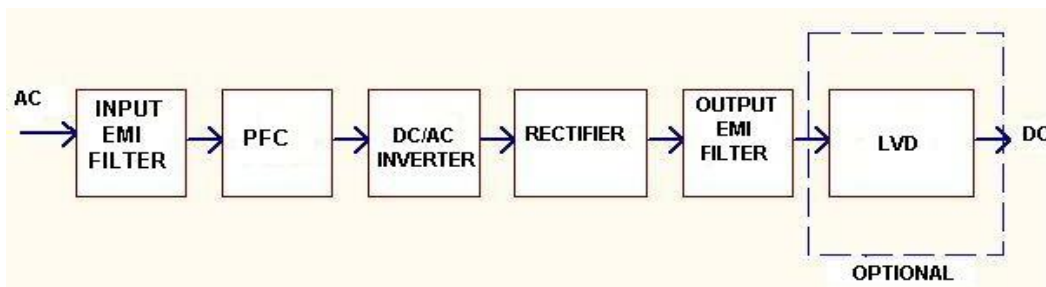 AC
INPUT
EMI
FILTER
PFC
DC/AC
INVERTER
RECTIFIER
OUTPUT
EMI
FILTER
LVD
DC
OPTIONAL